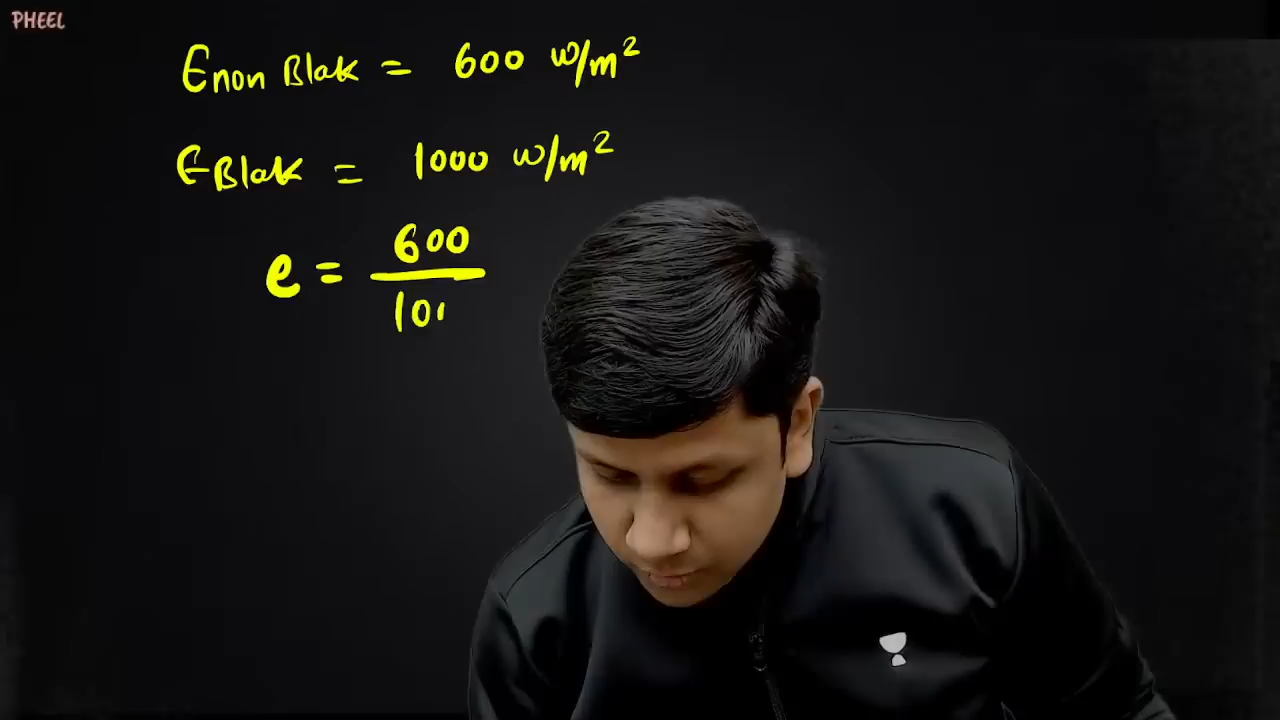 PHEEL
Enon Blak = 600 w/m²
EBlak = 1000 w/m²
e = 600
10